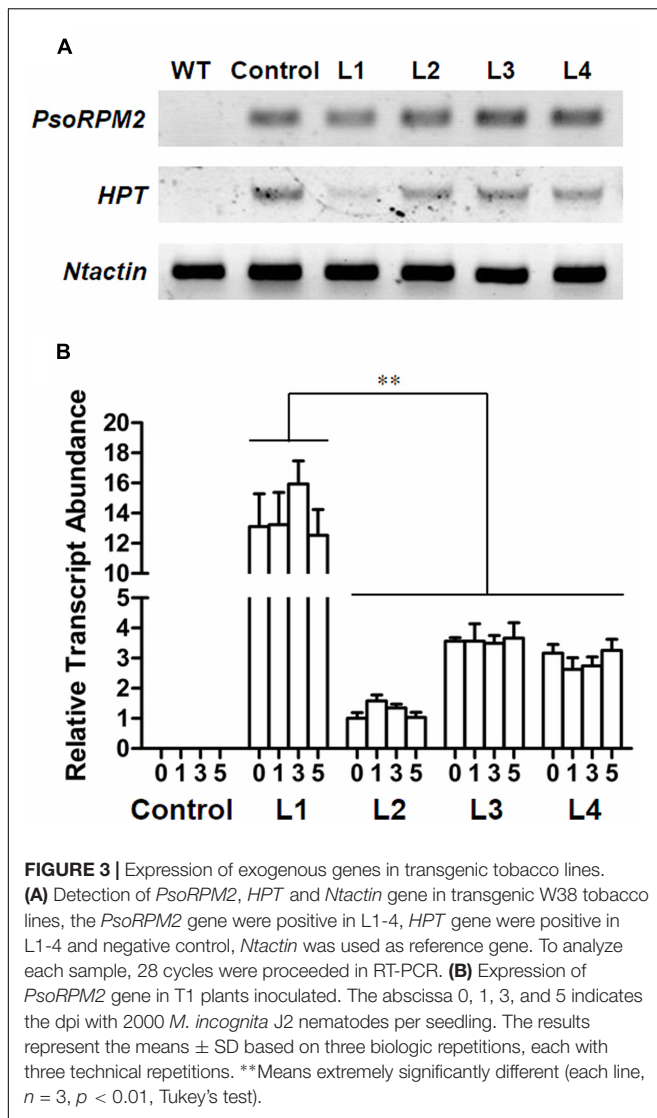 A
WT Control L1 L2 L3 L4
PsoRPM2
HPT
Ntactin
B
**
Relative Transcript Abundance
20
18
16
14
12
10
5
4
3
2
1
0
0 1 3 5 0 1 3 5 0 1 3 5 0 1 3 5 0 1 3 5
Control L1 L2 L3 L4
FIGURE 3 | Expression of exogenous genes in transgenic tobacco lines.
(A) Detection of PsoRPM2, HPT and Ntactin gene in transgenic W38 tobacco
lines, the PsoRPM2 gene were positive in L1-4, HPT gene were positive in
L1-4 and negative control, Ntactin was used as reference gene. To analyze
each sample, 28 cycles were proceeded in RT-PCR. (B) Expression of
PsoRPM2 gene in T1 plants inoculated. The abscissa 0, 1, 3, and 5 indicates
the dpi with 2000 M. incognita J2 nematodes per seedling. The results
represent the means ± SD based on three biologic repetitions, each with
three technical repetitions. **Means extremely significantly different (each line,
n = 3, p < 0.01, Tukey's test).